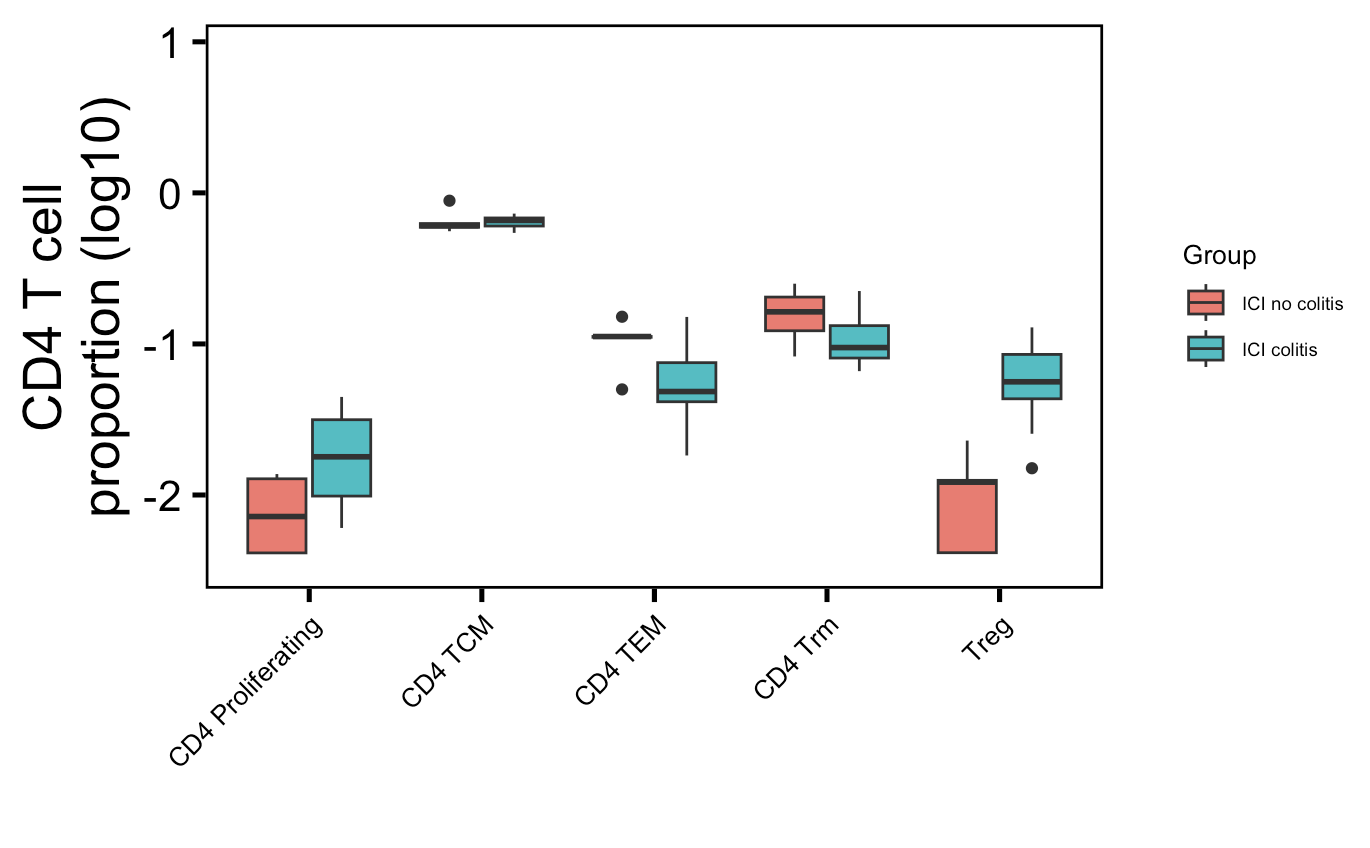 CD4 T cell
proportion (log10)
1
0
-1
-2
CD4 Proliferating
CD4 TCM
CD4 TEM
CD4 Trm
Treg
Group
ICI no colitis
ICI colitis